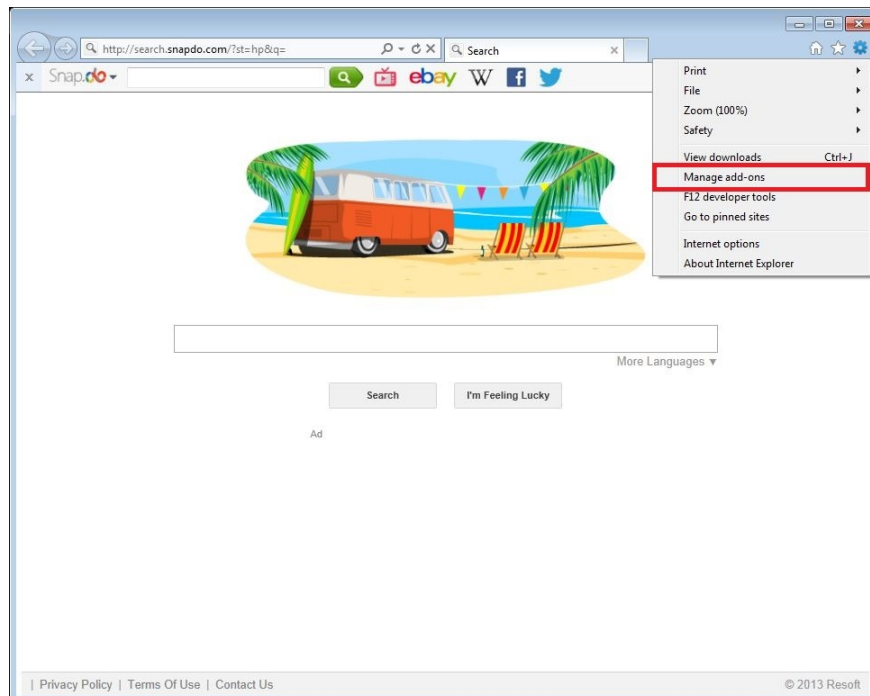 http://search.snapdo.com/?st=hp&q=
Search
x Snap.do
ebay W f
Print
File
Zoom (100%)
Safety
View downloads Ctrl+J
Manage add-ons
F12 developer tools
Go to pinned sites
Internet options
About Internet Explorer
More Languages ▼
Search I'm Feeling Lucky
Ad
| Privacy Policy | Terms Of Use | Contact Us © 2013 Resoft